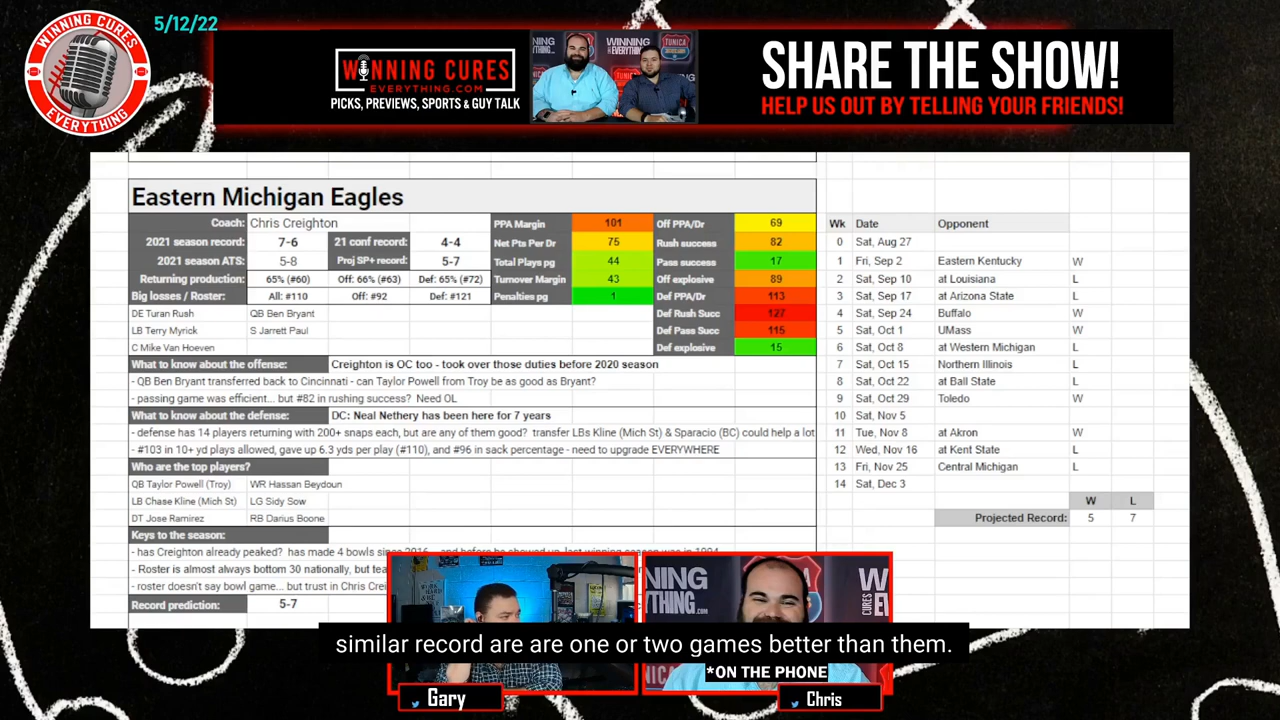 5/12/22
WINNING CURES
EVERYTHING
WINNING CURES
EVERYTHING.COM
PICKS, PREVIEWS, SPORTS & GUY TALK
SHARE THE SHOW!
HELP US OUT BY TELLING YOUR FRIENDS!
Eastern Michigan Eagles
Coach: Chris Creighton PPA Margin 101 Off PPA/Dr 69
2021 season record: 7-6 21 conf record: 4-4 Net Pts Per Dr 75 Rush success 82
2021 season ATS: 5-8 Proj SP+ record: 5-7 Total Plays pg 44 Pass success 17
Returning production: 65% (#60) Off: 66% (#63) Def: 65% (#72) Turnover Margin 43 Off explosive 89
Big losses / Roster: All: #110 Off: #92 Def: #121 Penalties pg 1 Def PPA/Dr 113
DE Turan Rush QB Ben Bryant Def Rush Succ 127
LB Terry Myrick S Jarrett Paul Def Pass Succ 115
C Mike Van Hoeven Def explosive 15
What to know about the offense: Creighton is OC too - took over those duties before 2020 season
- QB Ben Bryant transferred back to Cincinnati - can Taylor Powell from Troy be as good as Bryant?
- passing game was efficient... but #82 in rushing success? Need OL
What to know about the defense: DC: Neal Nethery has been here for 7 years
- defense has 14 players returning with 200+ snaps each, but are any of them good? transfer LBs Kline (Mich St) & Sparacio (BC) could help a lot
- #103 in 10+ yd plays allowed, gave up 6.3 yds per play (#110), and #96 in sack percentage - need to upgrade EVERYWHERE
Who are the top players?
QB Taylor Powell (Troy) WR Hassan Beydoun
LB Chase Kline (Mich St) LG Sidy Sow
DT Jose Ramirez RB Darius Boone
Keys to the season:
- has Creighton already peaked? has made 4 bowls since 2016 and before he showed up, last winning season was in 1994
- Roster is almost always bottom 30 nationally, but
- roster doesn't say bowl game... but trust in Chris
Record prediction: 5-7
Wk Date Opponent
0 Sat, Aug 27
1 Fri, Sep 2 Eastern Kentucky W
2 Sat, Sep 10 at Louisiana L
3 Sat, Sep 17 at Arizona State L
4 Sat, Sep 24 Buffalo W
5 Sat, Oct 1 UMass W
6 Sat, Oct 8 at Western Michigan L
7 Sat, Oct 15 Northern Illinois L
8 Sat, Oct 22 at Ball State L
9 Sat, Oct 29 Toledo W
10 Sat, Nov 5
11 Tue, Nov 8 at Akron W
12 Wed, Nov 16 at Kent State L
13 Fri, Nov 25 Central Michigan L
14 Sat, Dec 3
W L
Projected Record: 5 7
similar record are are one or two games better than them.
*ON THE PHONE
Gary
Chris